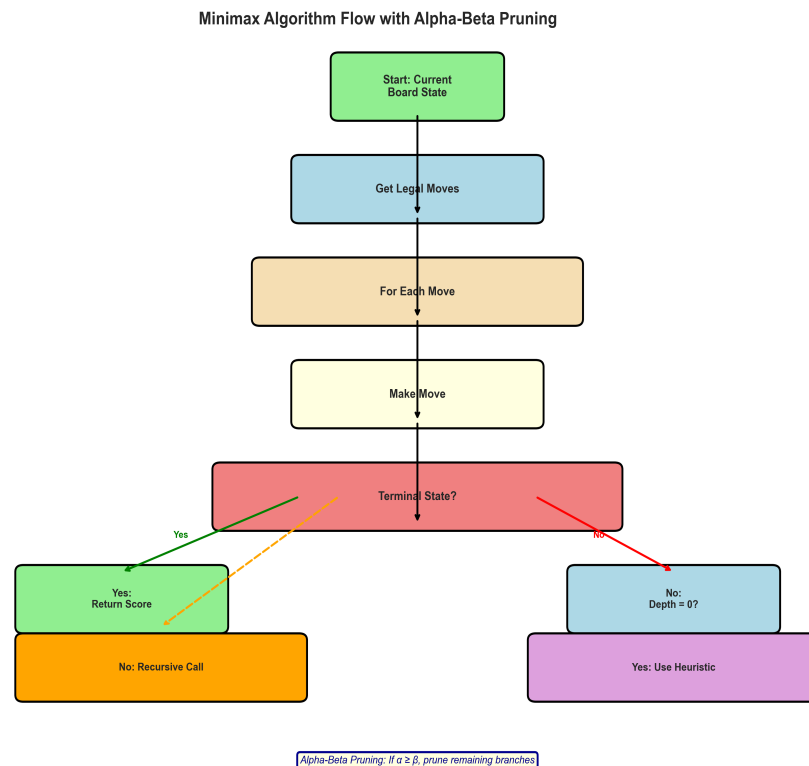 Minimax Algorithm Flow with Alpha-Beta Pruning
Start: Current
Board State
Get Legal Moves
For Each Move
Make Move
Terminal State?
Yes
No
Yes:
Return Score
No:
Depth = 0?
No: Recursive Call
Yes: Use Heuristic
Alpha-Beta Pruning: If α ≥ β, prune remaining branches